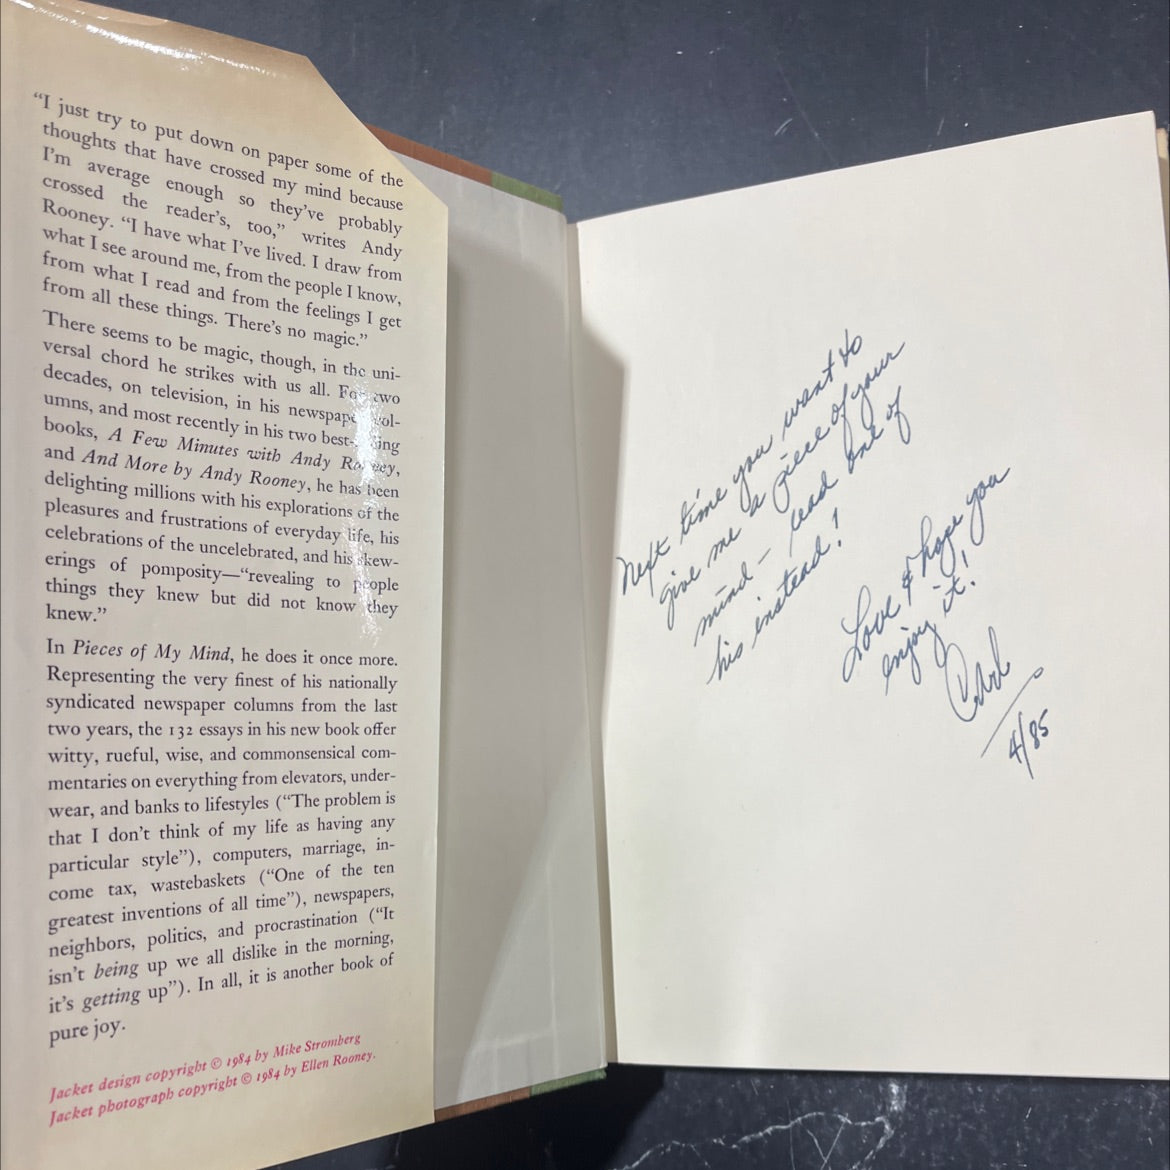 “I just try to put down on paper some of the
thoughts that have crossed my mind because
I’m average enough so they’ve probably
crossed the reader’s, too,” writes Andy
Rooney. “I have what I’ve lived. I draw from
what I see around me, from the people I know,
from what I read and from the feelings I get
from all these things. There’s no magic.”
There seems to be magic, though, in the uni-
versal chord he strikes with us all. For two
decades, on television, in his newspaper col-
umns, and most recently in his two best-selling
books, A Few Minutes with Andy Rooney,
and And More by Andy Rooney, he has been
delighting millions with his explorations of the
pleasures and frustrations of everyday life, his
celebrations of the uncelebrated, and his skew-
erings of pomposity—“revealing to people
things they knew but did not know they
knew.”
In Pieces of My Mind, he does it once more.
Representing the very finest of his nationally
syndicated newspaper columns from the last
two years, the 132 essays in his new book offer
witty, rueful, wise, and commonsensical com-
mentaries on everything from elevators, under-
wear, and banks to lifestyles (“The problem is
that I don’t think of my life as having any
particular style”), computers, marriage, in-
come tax, wastebaskets (“One of the ten
greatest inventions of all time”), newspapers,
neighbors, politics, and procrastination (“It
isn’t being up we all dislike in the morning,
it’s getting up”). In all, it is another book of
pure joy.
Jacket design copyright © 1984 by Mike Stromberg
Jacket photograph copyright © 1984 by Ellen Rooney.
Next time you want to
give me a piece of your
mind - read one of
his instead!
Love & hope you
enjoy it!
4/85